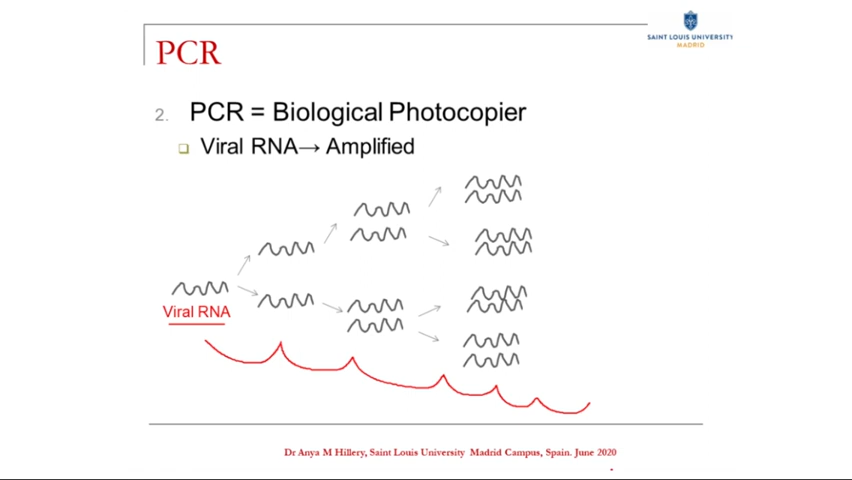 SAINT LOUIS UNIVERSITY
MADRID
PCR
2. PCR = Biological Photocopier
Viral RNA→ Amplified
Viral RNA
Dr Anya M Hillery, Saint Louis University Madrid Campus, Spain. June 2020